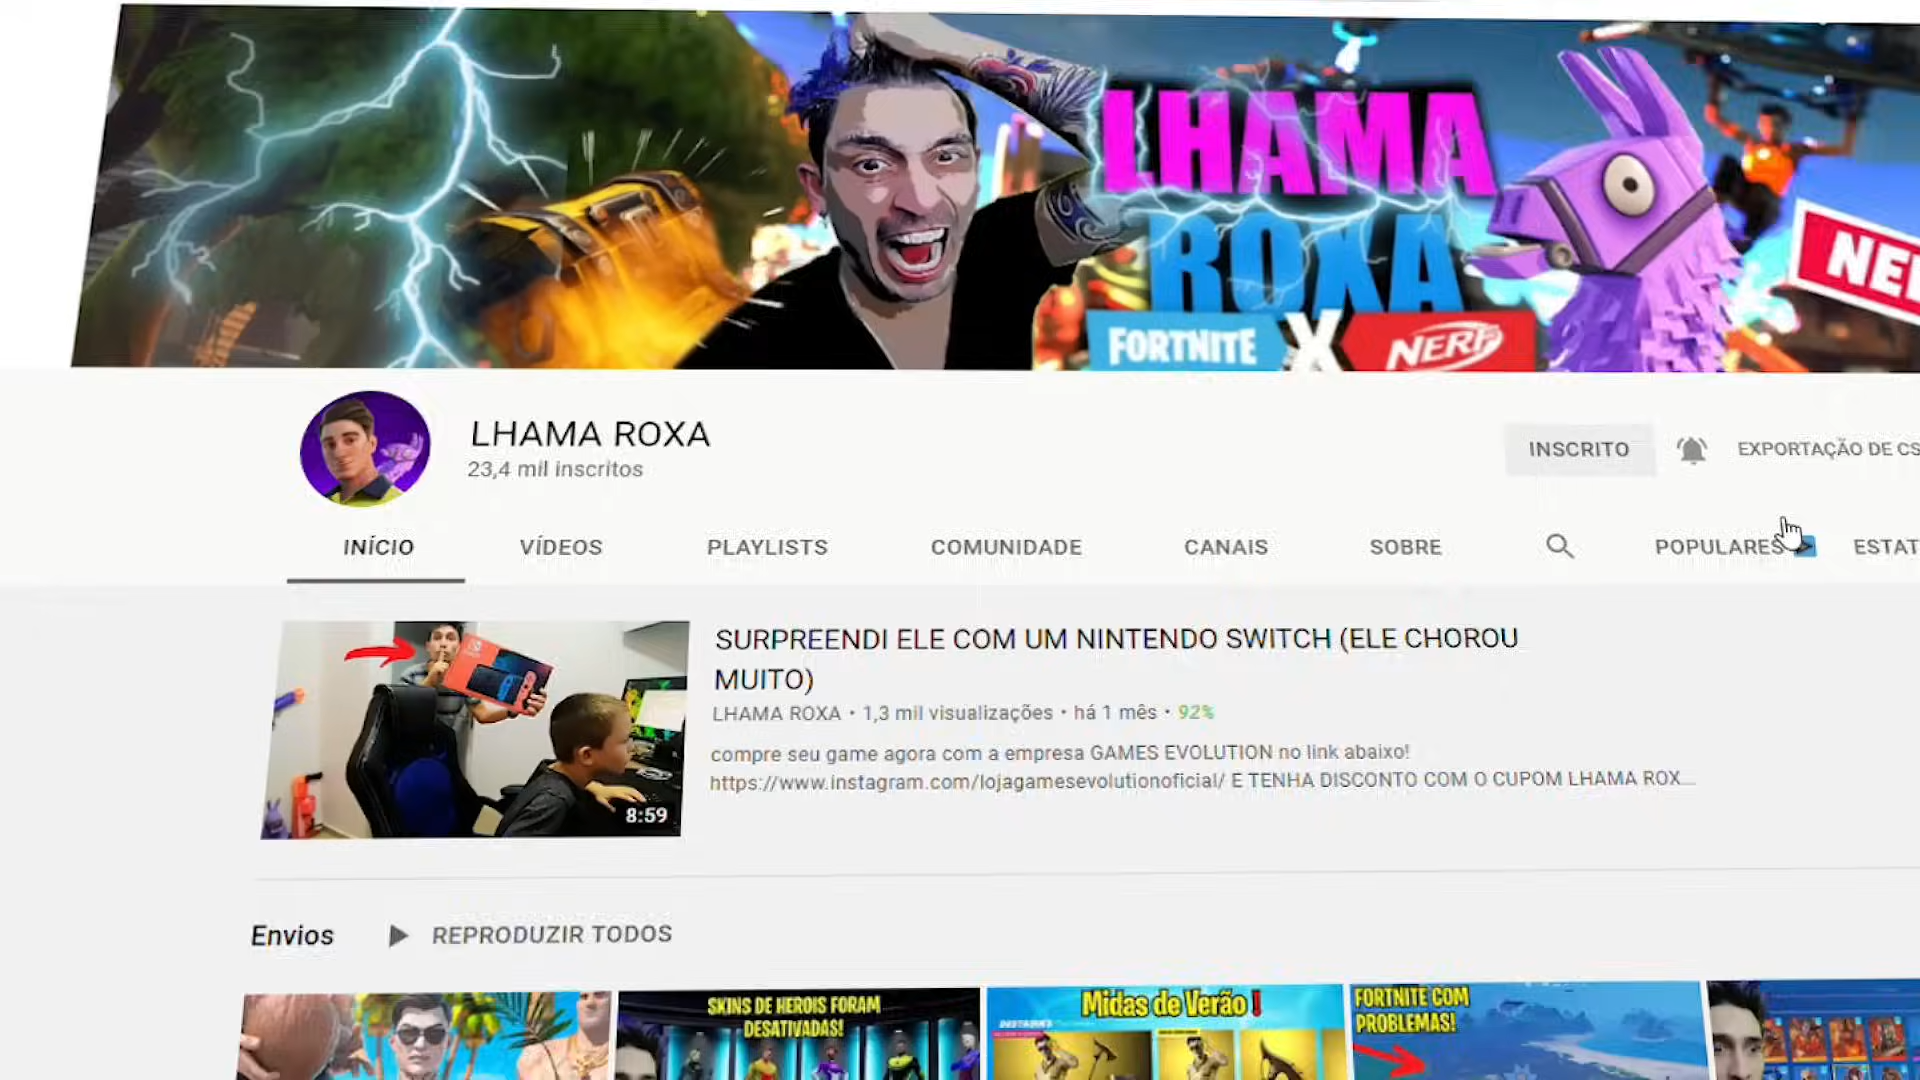 LHAMA
ROXA
FORTNITE X NERF
NER
LHAMA ROXA
23,4 mil inscritos
INSCRITO
EXPORTAÇÃO DE CS
INÍCIO
VÍDEOS
PLAYLISTS
COMUNIDADE
CANAIS
SOBRE
POPULARES
ESTAT
SURPREENDI ELE COM UM NINTENDO SWITCH (ELE CHOROU
MUITO)
LHAMA ROXA • 1,3 mil visualizações • há 1 mês • 92%
compre seu game agora com a empresa GAMES EVOLUTION no link abaixo!
https://www.instagram.com/lojagamesevolutionoficial/ E TENHA DISCONTO COM O CUPOM LHAMA ROX...
8:59
Envios
REPRODUZIR TODOS
SKINS DE HEROIS FORAM
DESATIVADAS!
Midas de Verão!
FORTNITE COM
PROBLEMAS!